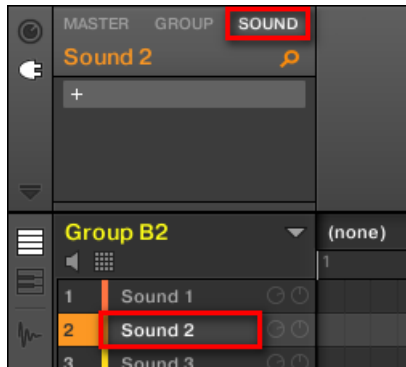 MASTER GROUP SOUND
Sound 2
+
Group B2 (none)
1
1 Sound 1
2 Sound 2
3 Sound 3